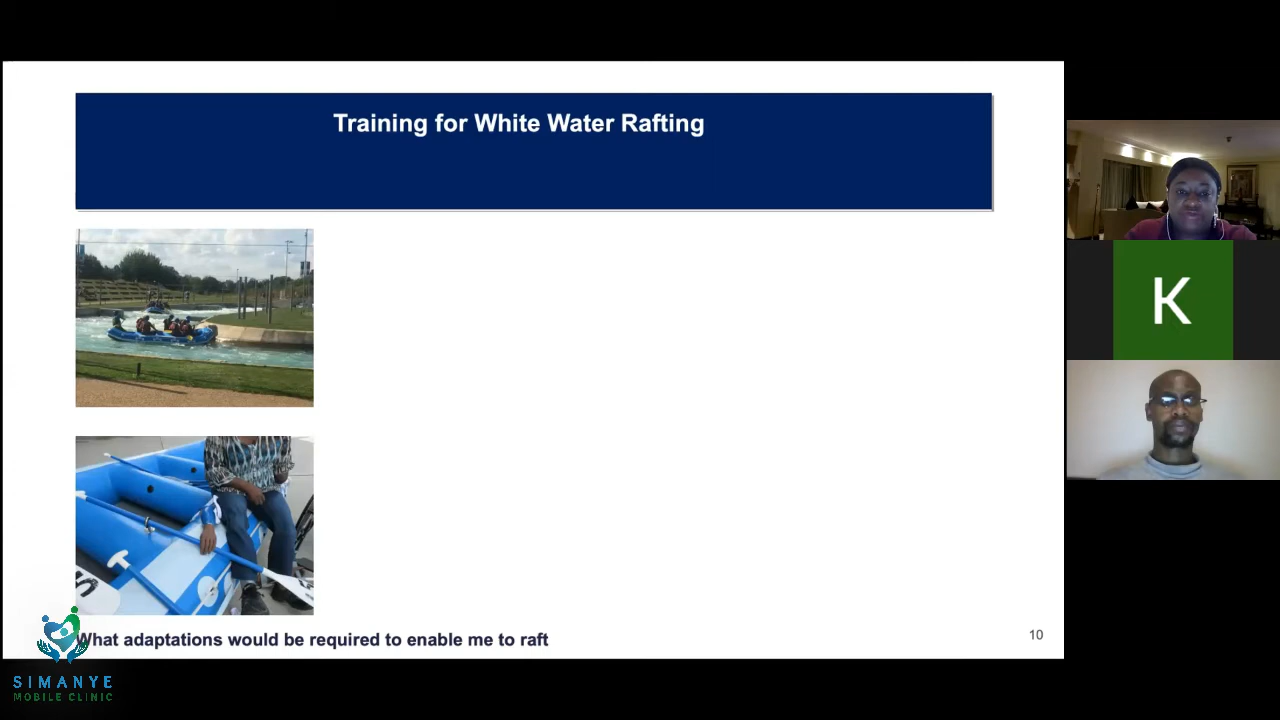 Training for White Water Rafting
K
What adaptations would be required to enable me to raft
10
SIMANYE
MOBILE CLINIC